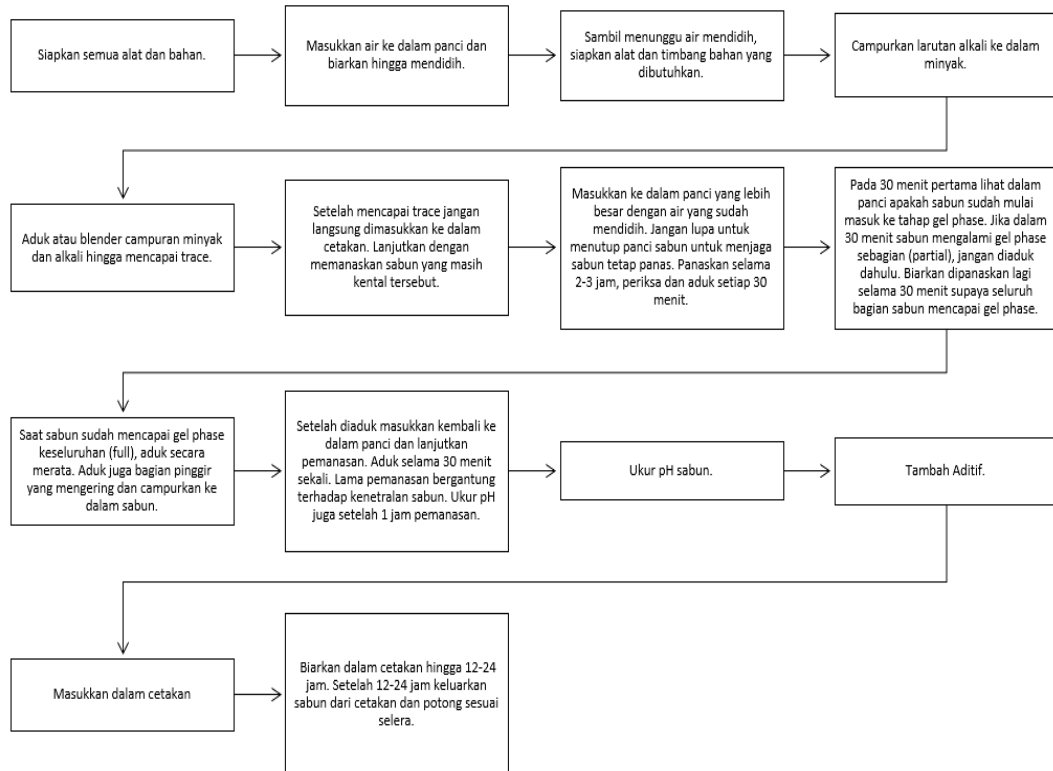 Siapkan semua alat dan bahan.
Masukkan air ke dalam panci dan
biarkan hingga mendidih.
Sambil menunggu air mendidih,
siapkan alat dan timbang bahan yang
dibutuhkan.
Campurkan larutan alkali ke dalam
minyak.
Aduk atau blender campuran minyak
dan alkali hingga mencapai trace.
Setelah mencapai trace jangan
langsung dimasukkan ke dalam
cetakan. Lanjutkan dengan
memanaskan sabun yang masih
kental tersebut.
Masukkan ke dalam panci yang lebih
besar dengan air yang sudah
mendidih. Jangan lupa untuk
menutup panci sabun untuk menjaga
sabun tetap panas. Panaskan selama
2-3 jam, periksa dan aduk setiap 30
menit.
Pada 30 menit pertama lihat dalam
panci apakah sabun sudah mulai
masuk ke tahap gel phase. Jika dalam
30 menit sabun mengalami gel phase
sebagian (partial), jangan diaduk
dahulu. Biarkan dipanaskan lagi
selama 30 menit supaya seluruh
bagian sabun mencapai gel phase.
Saat sabun sudah mencapai gel phase
keseluruhan (full), aduk secara
merata. Aduk juga bagian pinggir
yang mengering dan campurkan ke
dalam sabun.
Setelah diaduk masukkan kembali ke
dalam panci dan lanjutkan
pemanasan. Aduk selama 30 menit
sekali. Lama pemanasan bergantung
terhadap kenetralan sabun. Ukur pH
juga setelah 1 jam pemanasan.
Ukur pH sabun.
Tambah Aditif.
Masukkan dalam cetakan
Biarkan dalam cetakan hingga 12-24
jam. Setelah 12-24 jam keluarkan
sabun dari cetakan dan potong sesuai
selera.